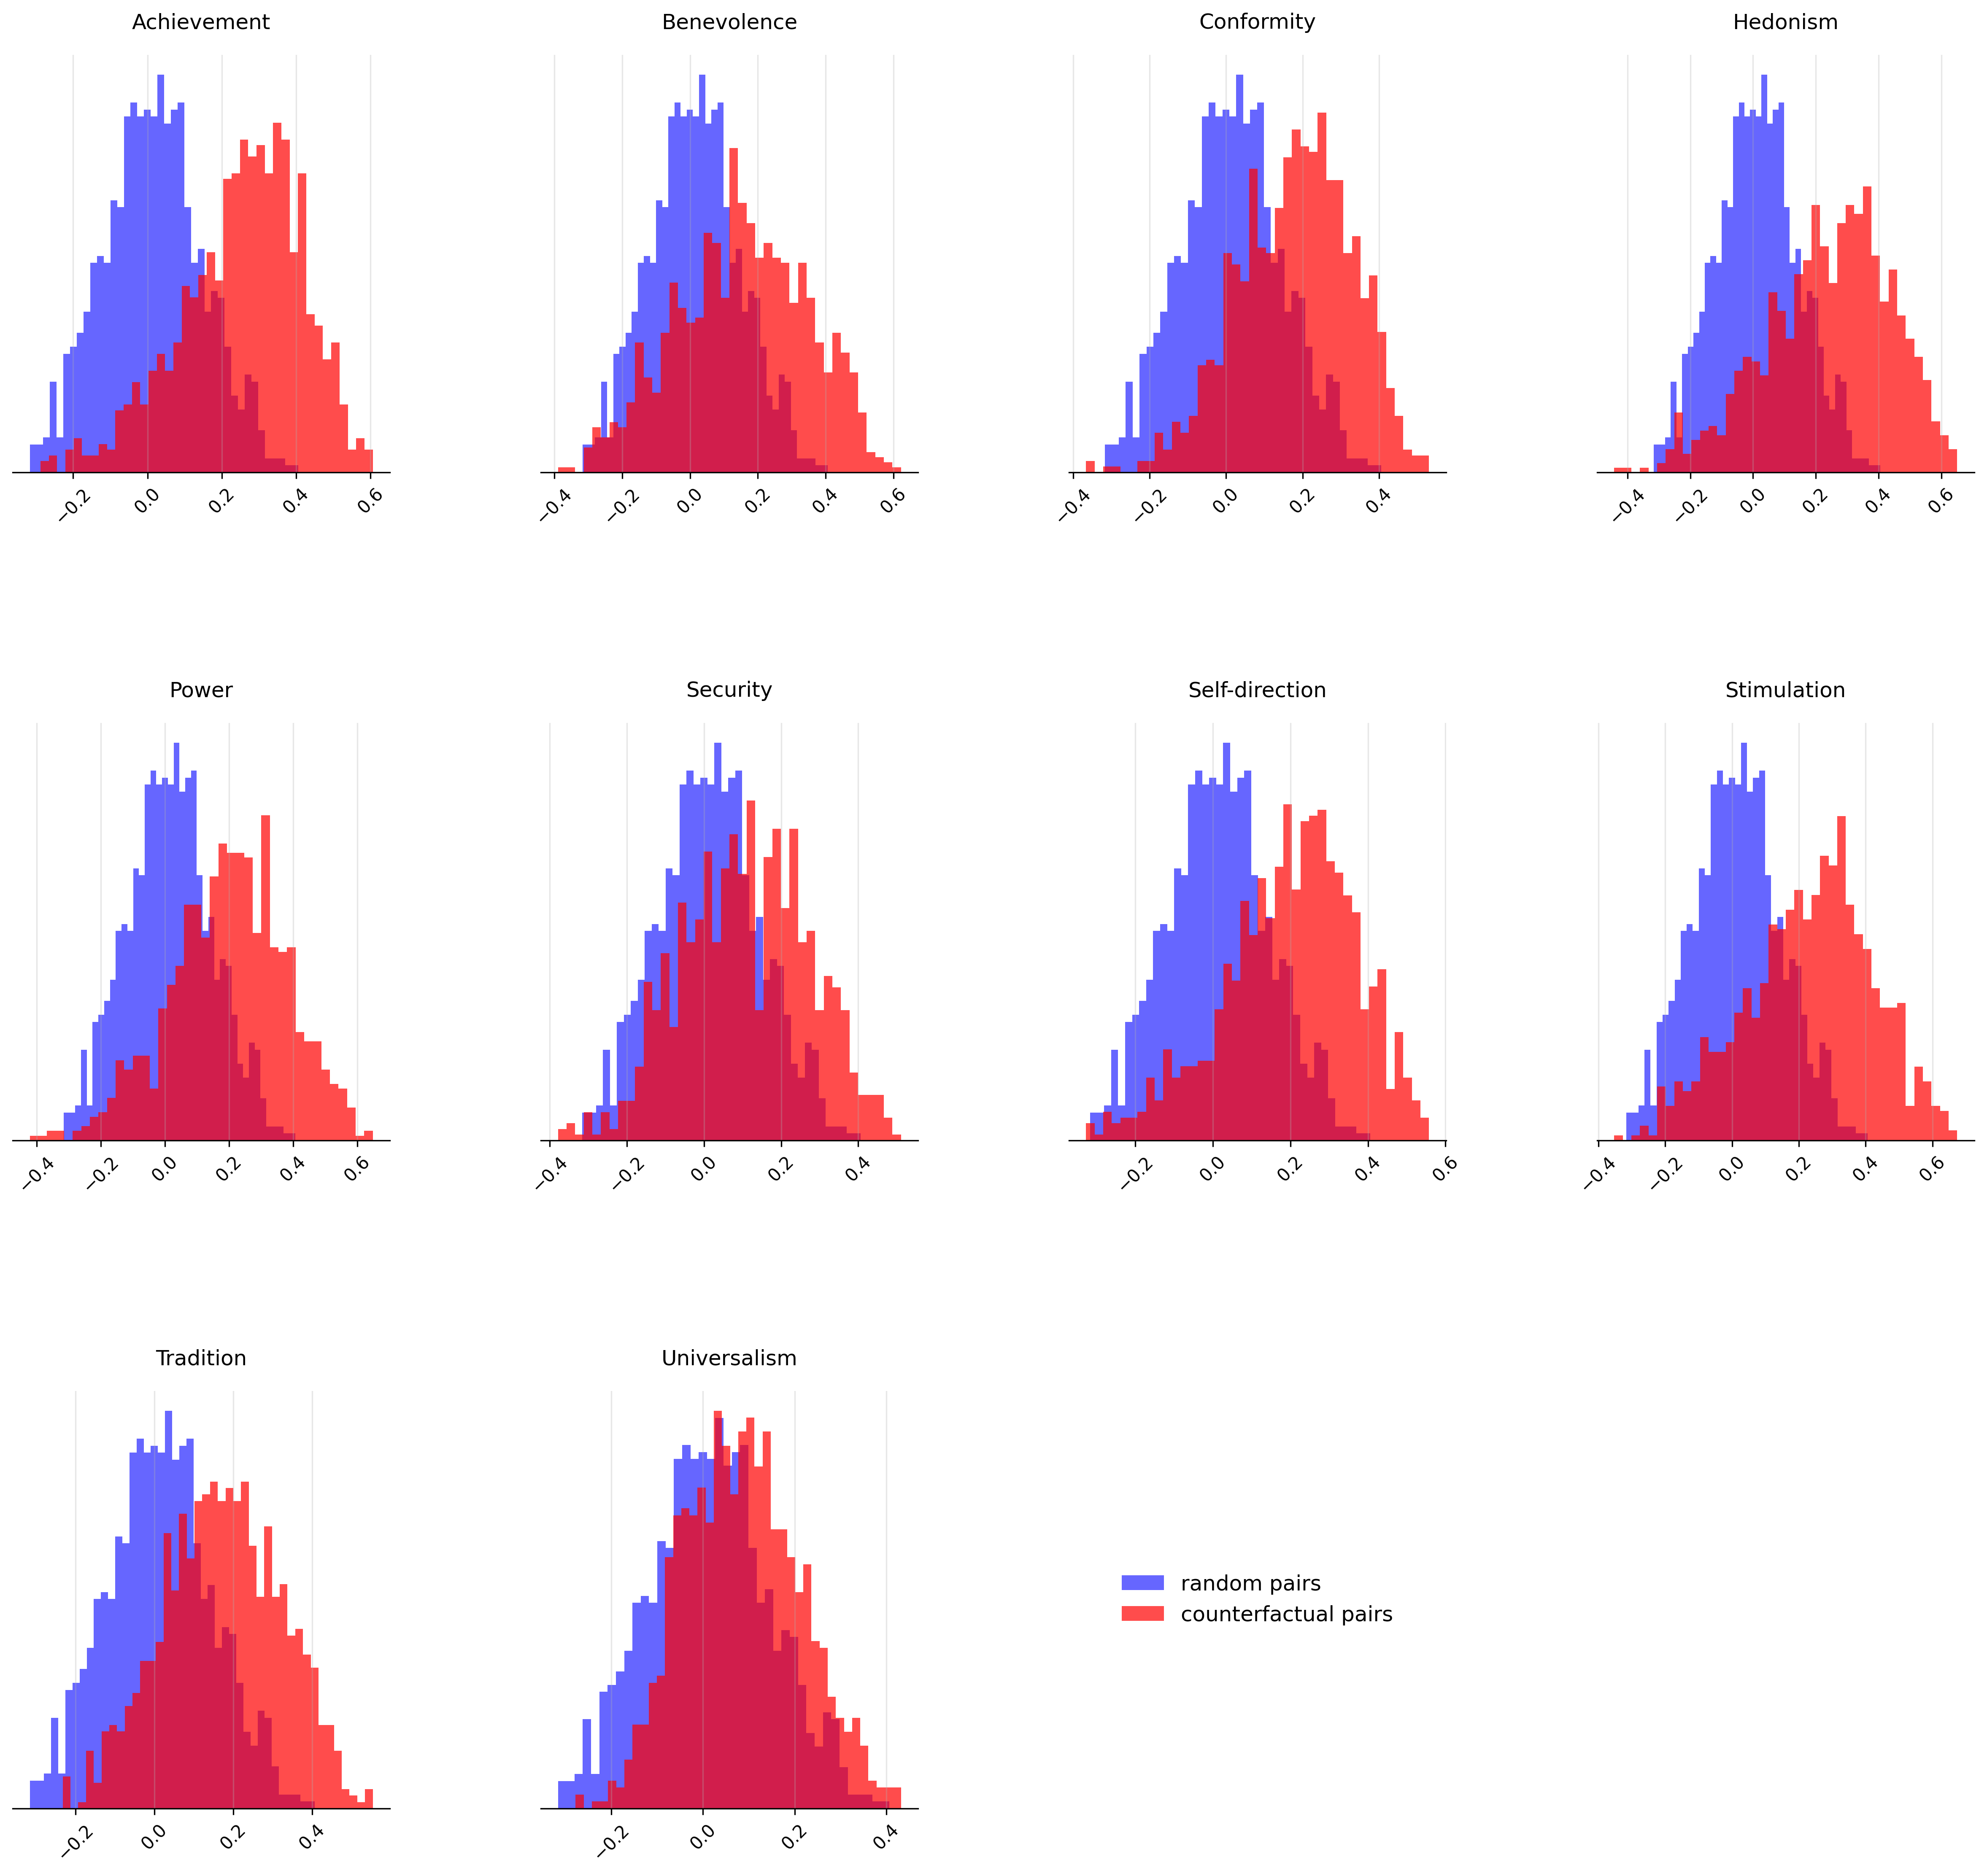 Achievement
Benevolence
Conformity
Hedonism
−0.2 0.0 0.2 0.4 0.6
−0.4 −0.2 0.0 0.2 0.4 0.6
−0.4 −0.2 0.0 0.2 0.4
−0.4 −0.2 0.0 0.2 0.4 0.6
Power
Security
Self-direction
Stimulation
−0.4 −0.2 0.0 0.2 0.4 0.6
−0.4 −0.2 0.0 0.2 0.4
−0.2 0.0 0.2 0.4 0.6
−0.4 −0.2 0.0 0.2 0.4 0.6
Tradition
Universalism
random pairs
counterfactual pairs
−0.2 0.0 0.2 0.4
−0.2 0.0 0.2 0.4